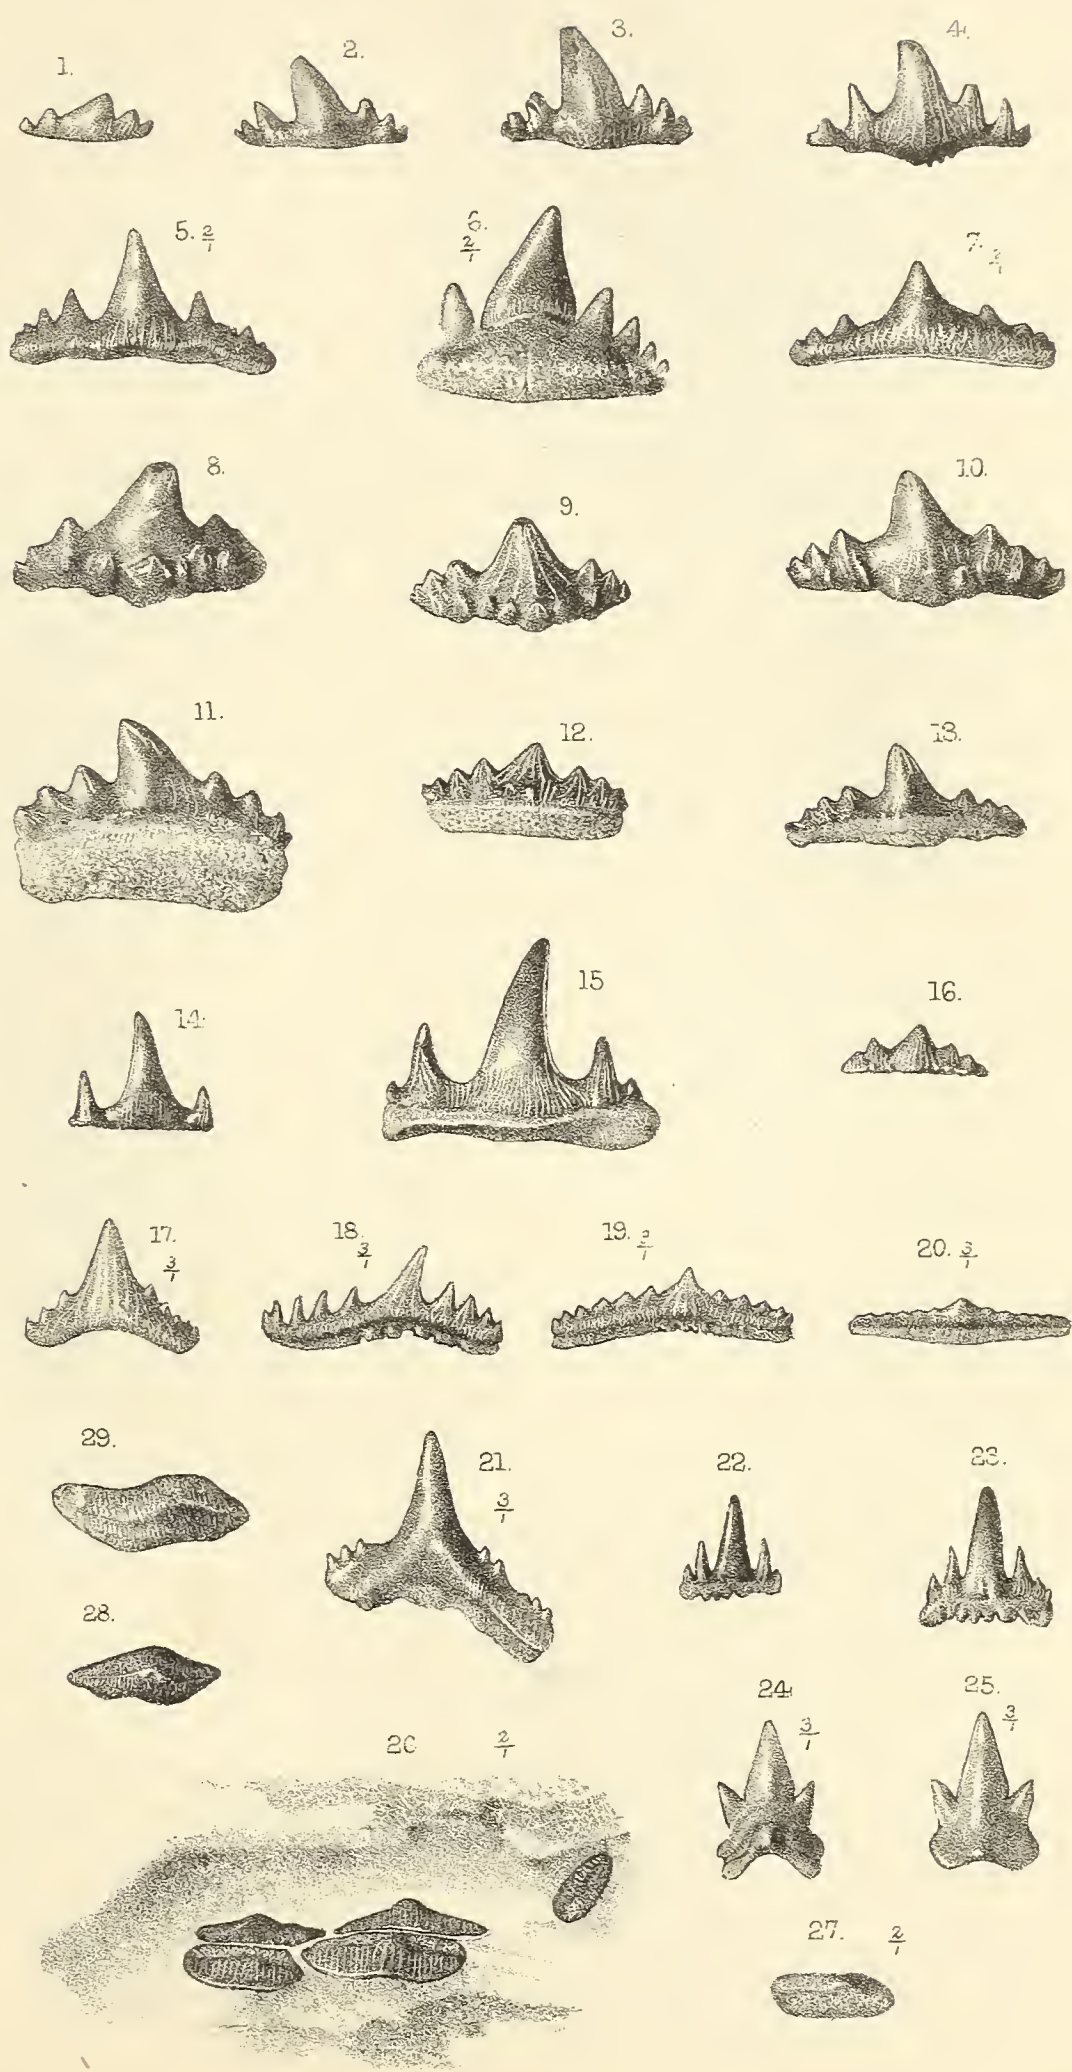 1. 2. 3. 4.
5. 2/1 6. 2/1 7. 2/1
8. 9. 10.
11. 12. 13.
14. 15 16.
17. 3/1 18. 3/1 19. 3/1 20. 3/1
29. 21. 3/1 22. 23.
28. 24. 3/1 25. 3/1
26 2/1
27. 2/1